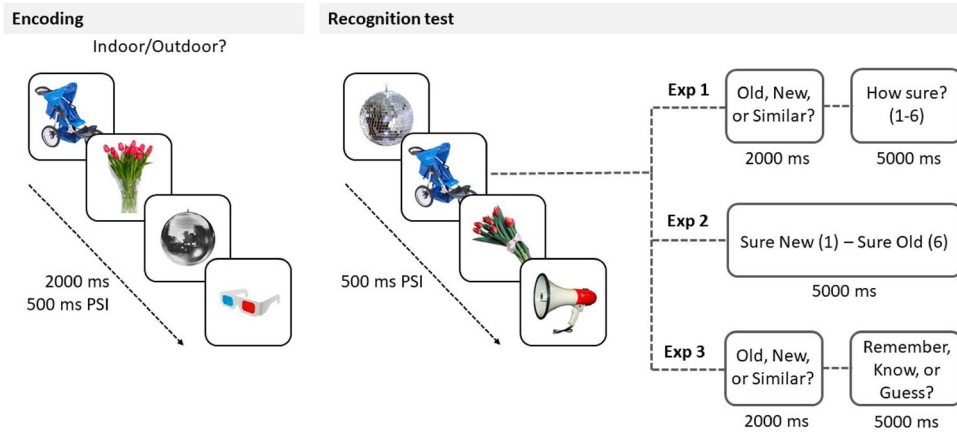 Encoding
Recognition test
Indoor/Outdoor?
2000 ms
500 ms PSI
500 ms PSI
Exp 1
Old, New,
or Similar?
2000 ms
How sure?
(1-6)
5000 ms
Exp 2
Sure New (1) – Sure Old (6)
5000 ms
Exp 3
Old, New,
or Similar?
2000 ms
Remember,
Know, or
Guess?
5000 ms